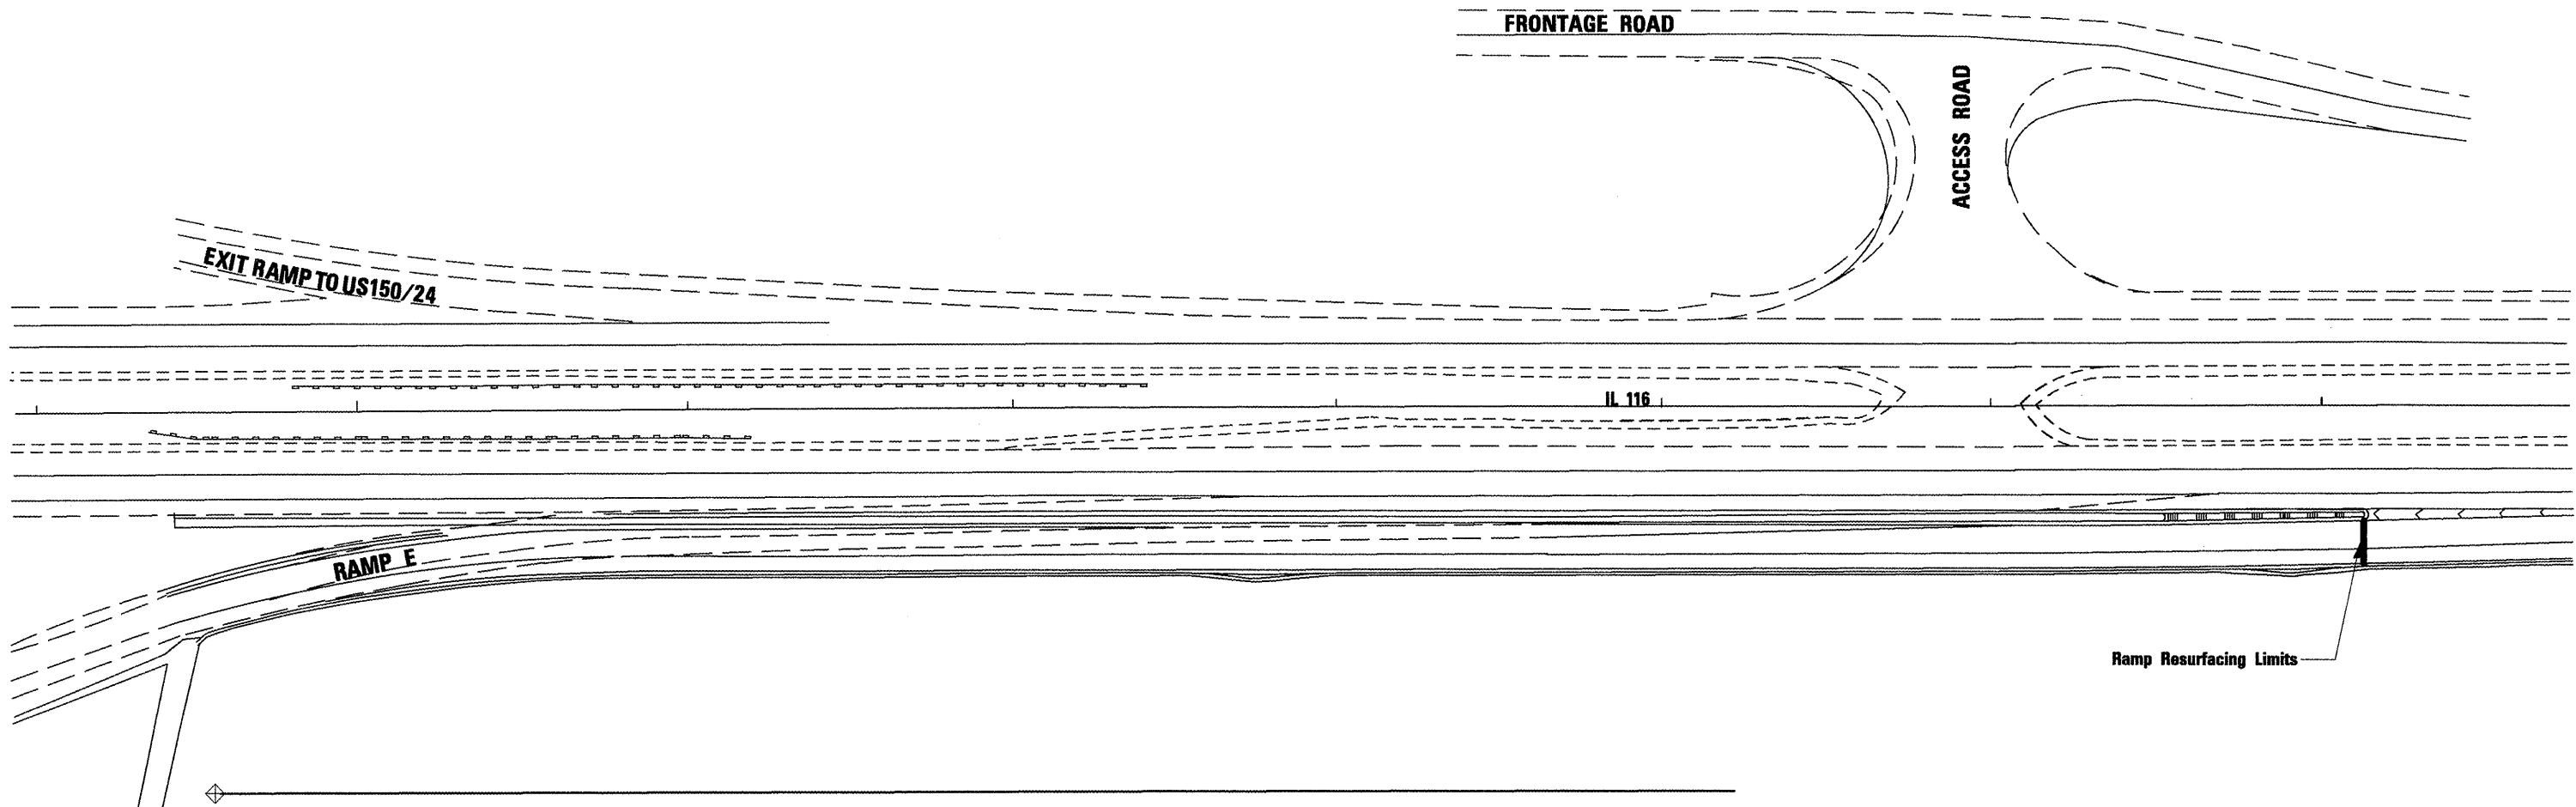 FRONTAGE ROAD
ACCESS ROAD
EXIT RAMP TO US150/24
IL 116
RAMP E
Ramp Resurfacing Limits